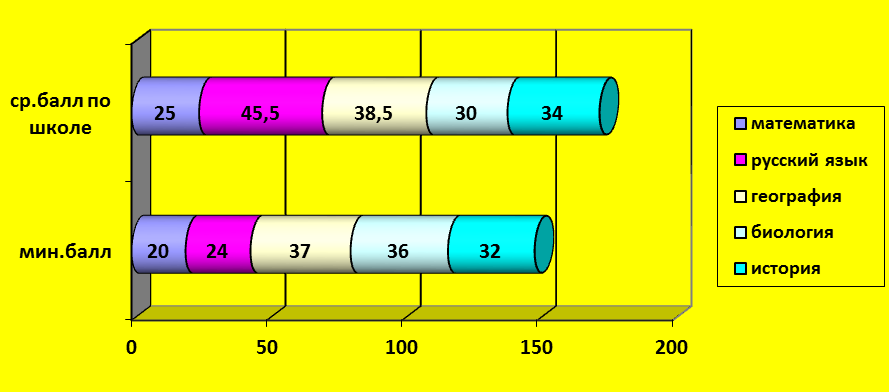 ср.балл по
школе
25 45,5 38,5 30 34
мин.балл
20 24 37 36 32
0 50 100 150 200
математика
русский язык
география
биология
история